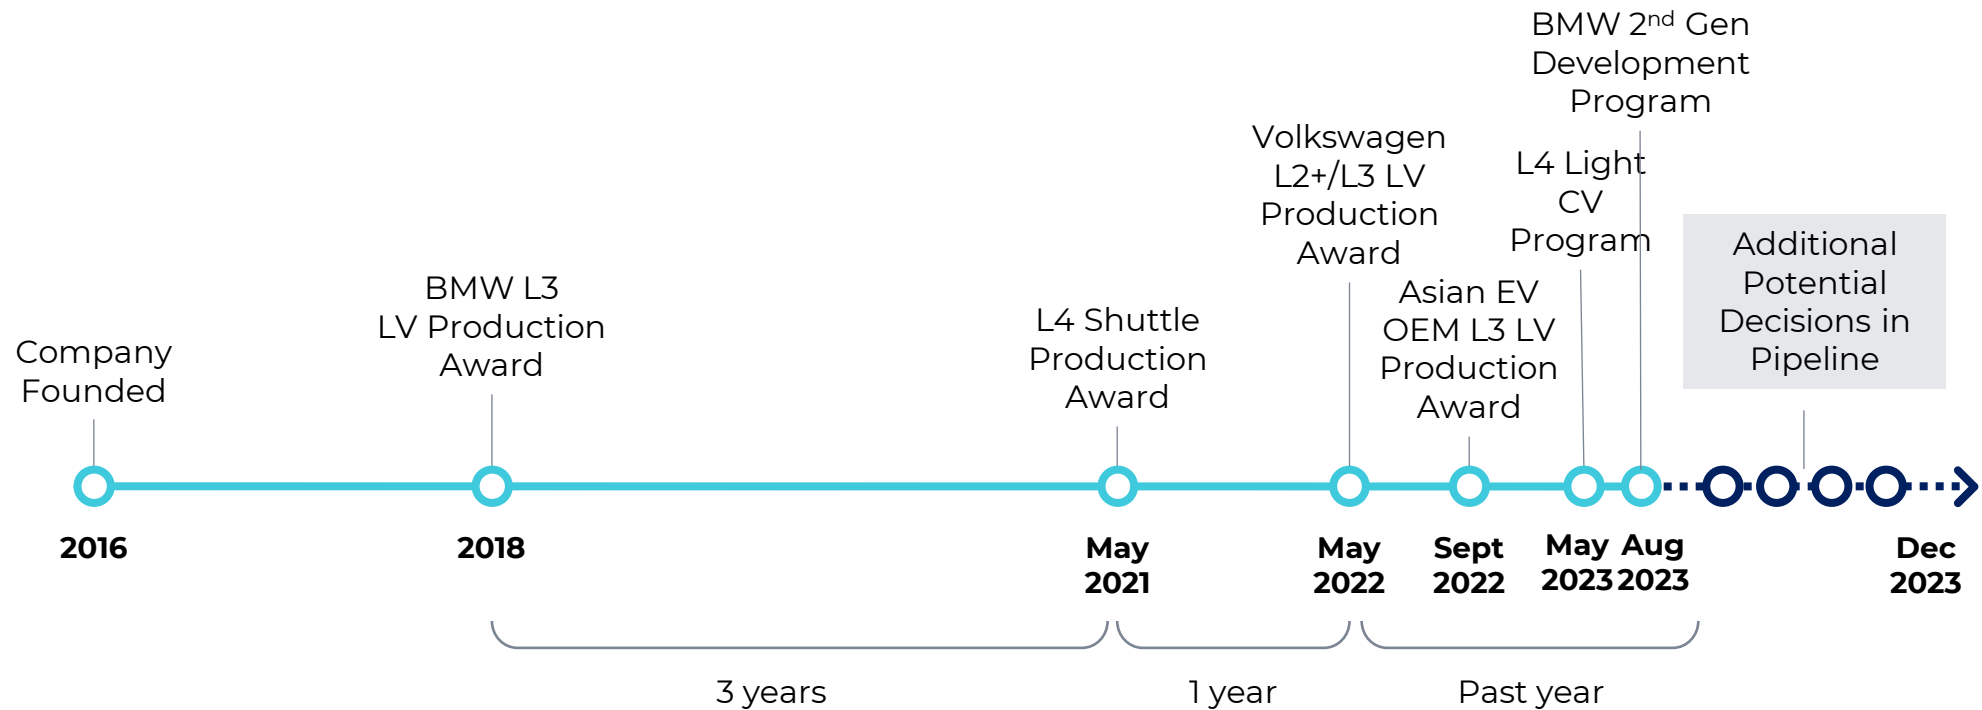 Company
Founded
2016
BMW L3
LV Production
Award
2018
L4 Shuttle
Production
Award
May
2021
Volkswagen
L2+/L3 LV
Production
Award
May
2022
Asian EV
OEM L3 LV
Production
Award
Sept
2022
L4 Light
CV
Program
May
2023
BMW 2nd Gen
Development
Program
Aug
2023
Additional
Potential
Decisions in
Pipeline
Dec
2023
3 years
1 year
Past year